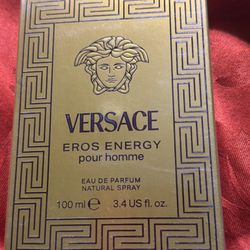 VERSACE
EROS ENERGY
pour homme
EAU DE PARFUM
NATURAL SPRAY
100 ml ℮ 3.4 US fl. oz.